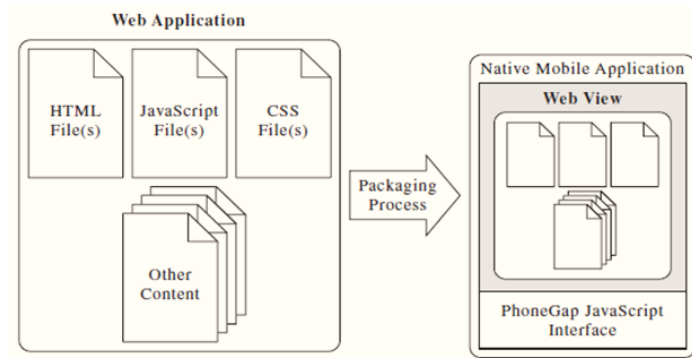 Web Application
HTML
File(s)
JavaScript
File(s)
CSS
File(s)
Other
Content
Packaging
Process
Native Mobile Application
Web View
PhoneGap JavaScript
Interface